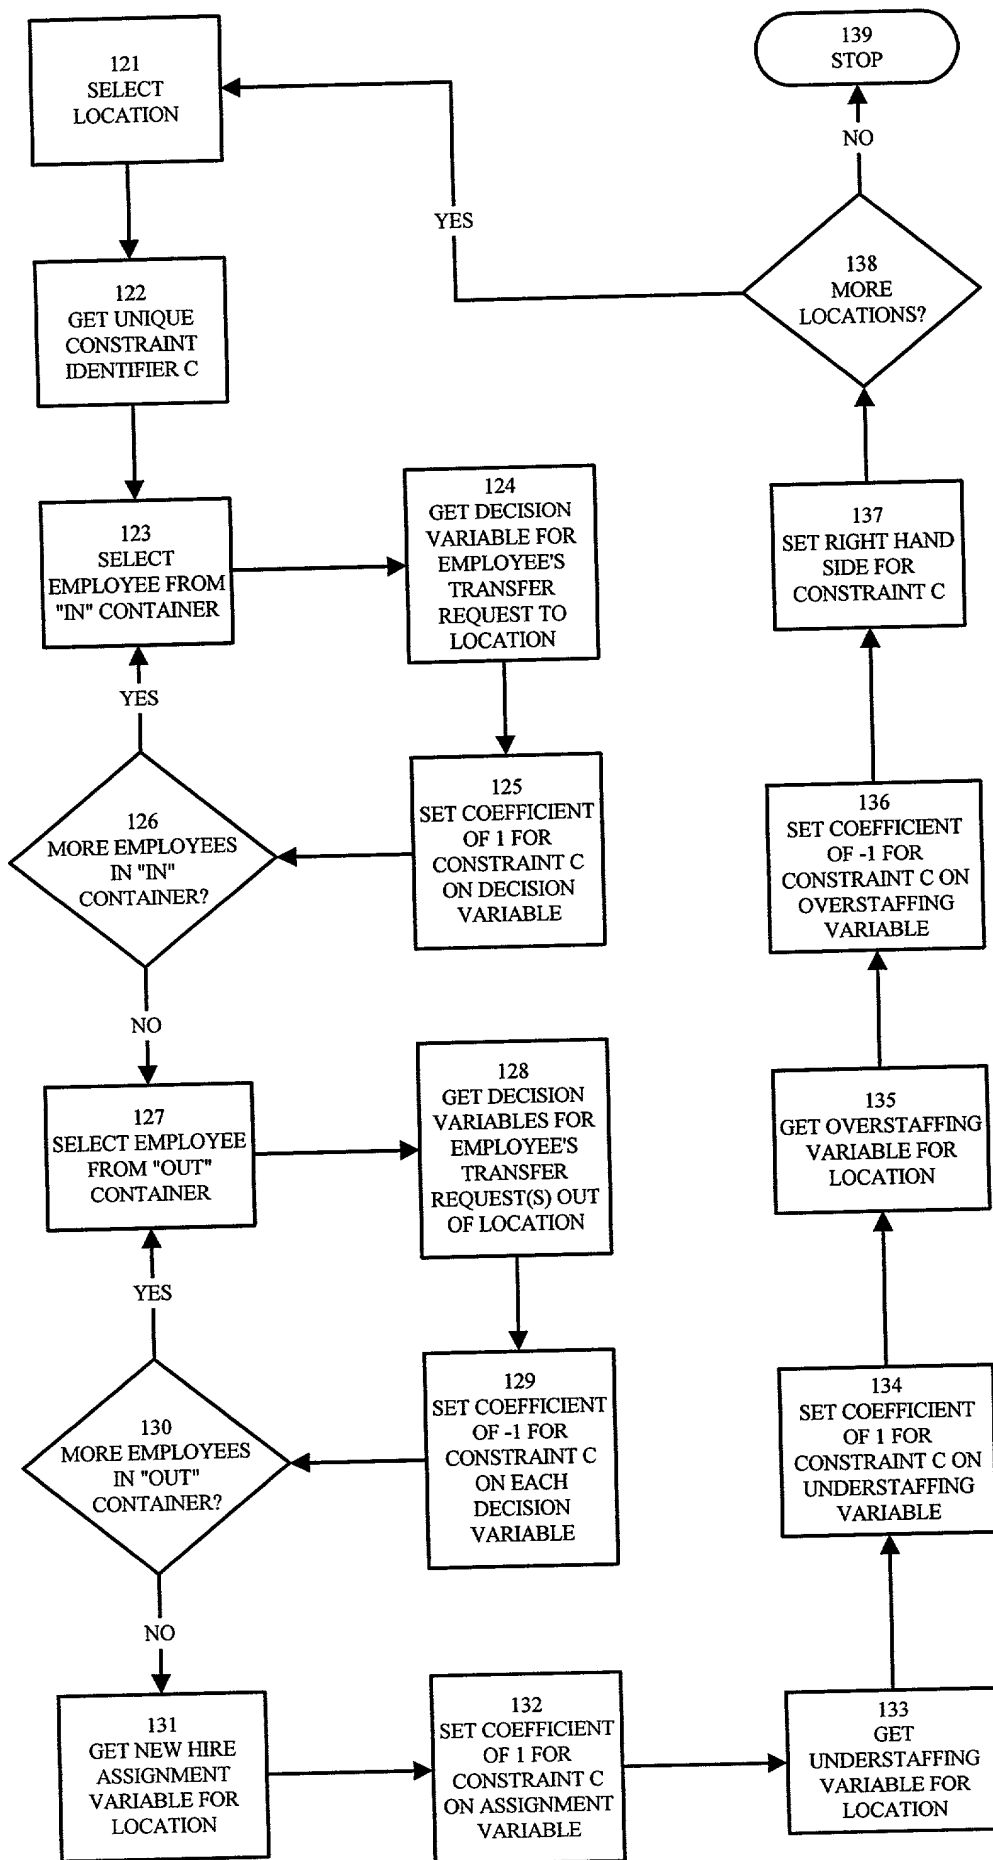 121
SELECT
LOCATION
122
GET UNIQUE
CONSTRAINT
IDENTIFIER C
123
SELECT
EMPLOYEE FROM
"IN" CONTAINER
124
GET DECISION
VARIABLE FOR
EMPLOYEE'S
TRANSFER
REQUEST TO
LOCATION
125
SET COEFFICIENT
OF 1 FOR
CONSTRAINT C
ON DECISION
VARIABLE
YES
126
MORE EMPLOYEES
IN "IN"
CONTAINER?
NO
127
SELECT EMPLOYEE
FROM "OUT"
CONTAINER
128
GET DECISION
VARIABLES FOR
EMPLOYEE'S
TRANSFER
REQUEST(S) OUT
OF LOCATION
129
SET COEFFICIENT
OF -1 FOR
CONSTRAINT C
ON EACH
DECISION
VARIABLE
YES
130
MORE EMPLOYEES
IN "OUT"
CONTAINER?
NO
131
GET NEW HIRE
ASSIGNMENT
VARIABLE FOR
LOCATION
132
SET COEFFICIENT
OF 1 FOR
CONSTRAINT C
ON ASSIGNMENT
VARIABLE
133
GET
UNDERSTAFFING
VARIABLE FOR
LOCATION
134
SET COEFFICIENT
OF 1 FOR
CONSTRAINT C ON
UNDERSTAFFING
VARIABLE
135
GET OVERSTAFFING
VARIABLE FOR
LOCATION
136
SET COEFFICIENT
OF -1 FOR
CONSTRAINT C ON
OVERSTAFFING
VARIABLE
137
SET RIGHT HAND
SIDE FOR
CONSTRAINT C
138
MORE
LOCATIONS?
YES
NO
139
STOP